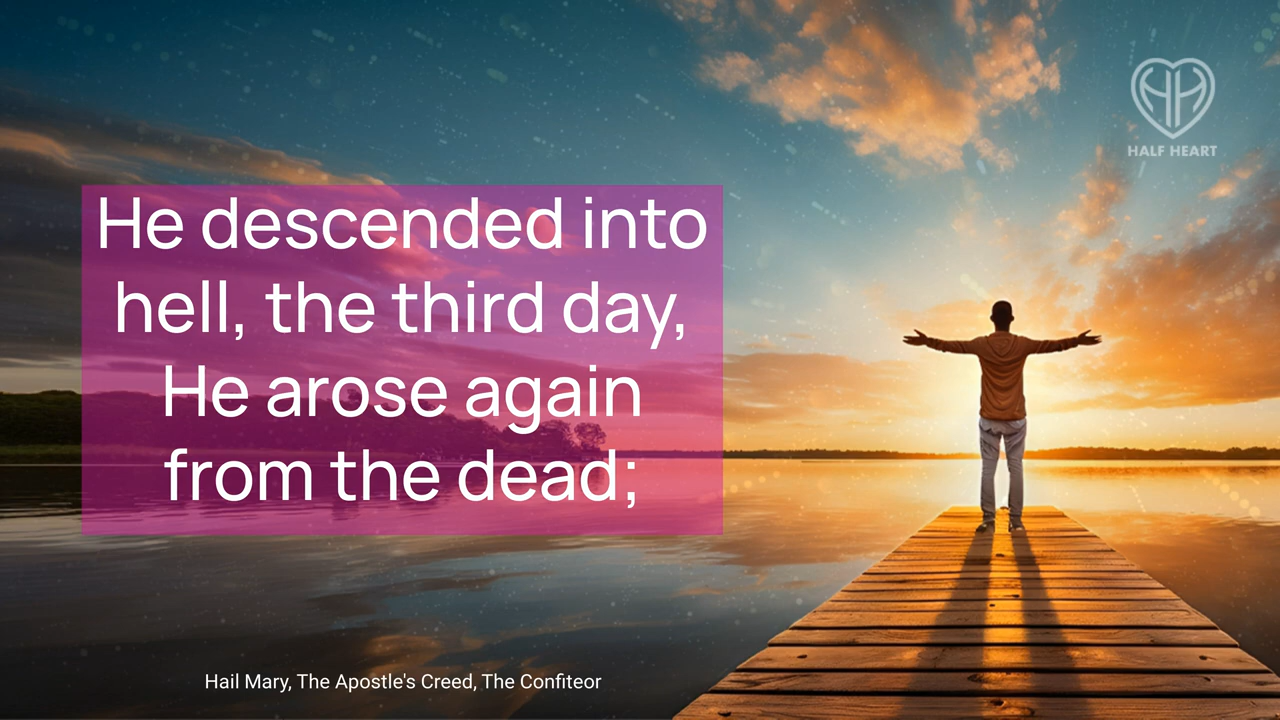 HALF HEART
He descended into
hell, the third day,
He arose again
from the dead;
Hail Mary, The Apostle's Creed, The Confiteor